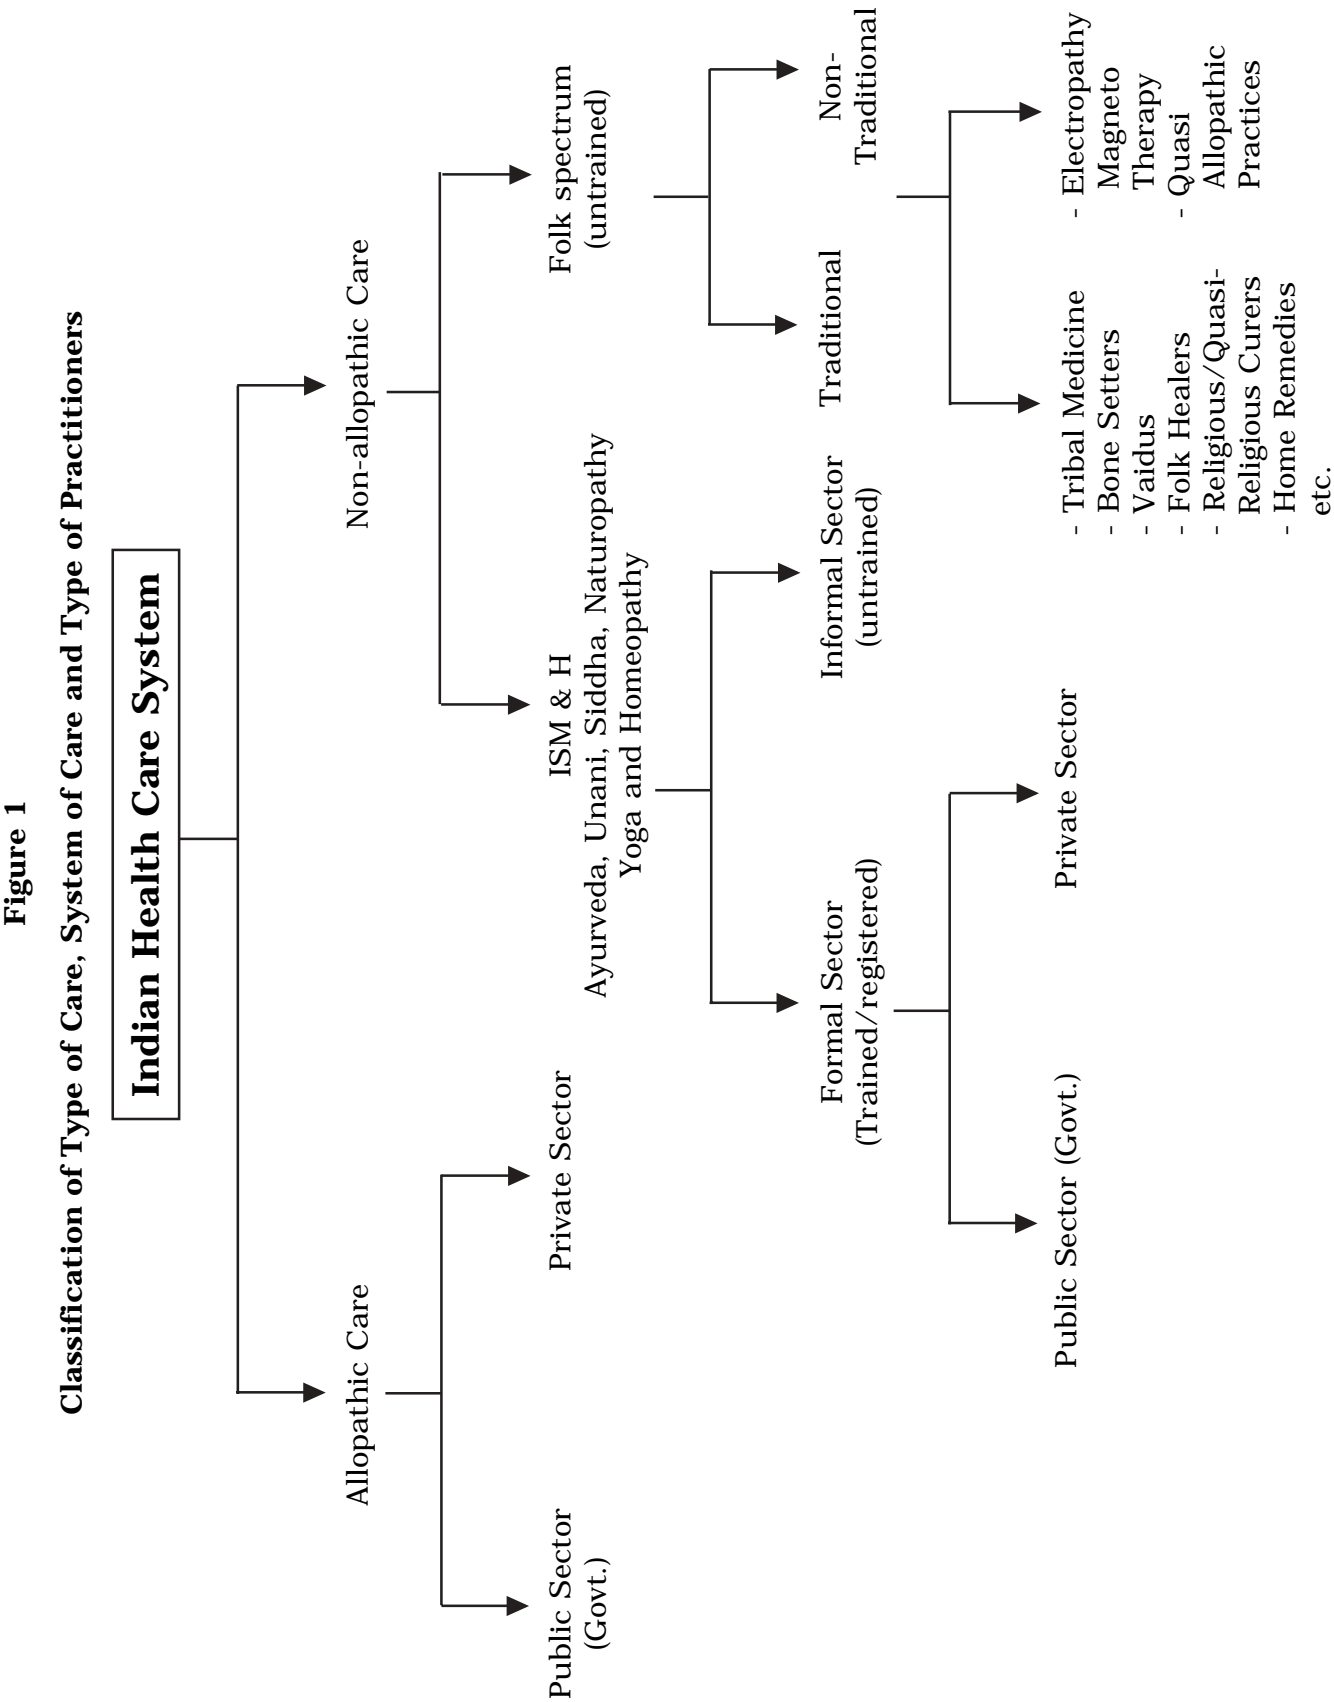 Figure 1
Classification of Type of Care, System of Care and Type of Practitioners
Indian Health Care System
Allopathic Care
Non-allopathic Care
Public Sector
(Govt.)
Private Sector
ISM & H
Ayurveda, Unani, Siddha, Naturopathy
Yoga and Homeopathy
Folk spectrum
(untrained)
Formal Sector
(Trained/registered)
Informal Sector
(untrained)
Traditional
Non-
Traditional
Public Sector (Govt.)
Private Sector
- Tribal Medicine
- Bone Setters
- Vaidus
- Folk Healers
- Religious/Quasi-
Religious Curers
- Home Remedies
etc.
- Electropathy
Magneto
Therapy
- Quasi
Allopathic
Practices